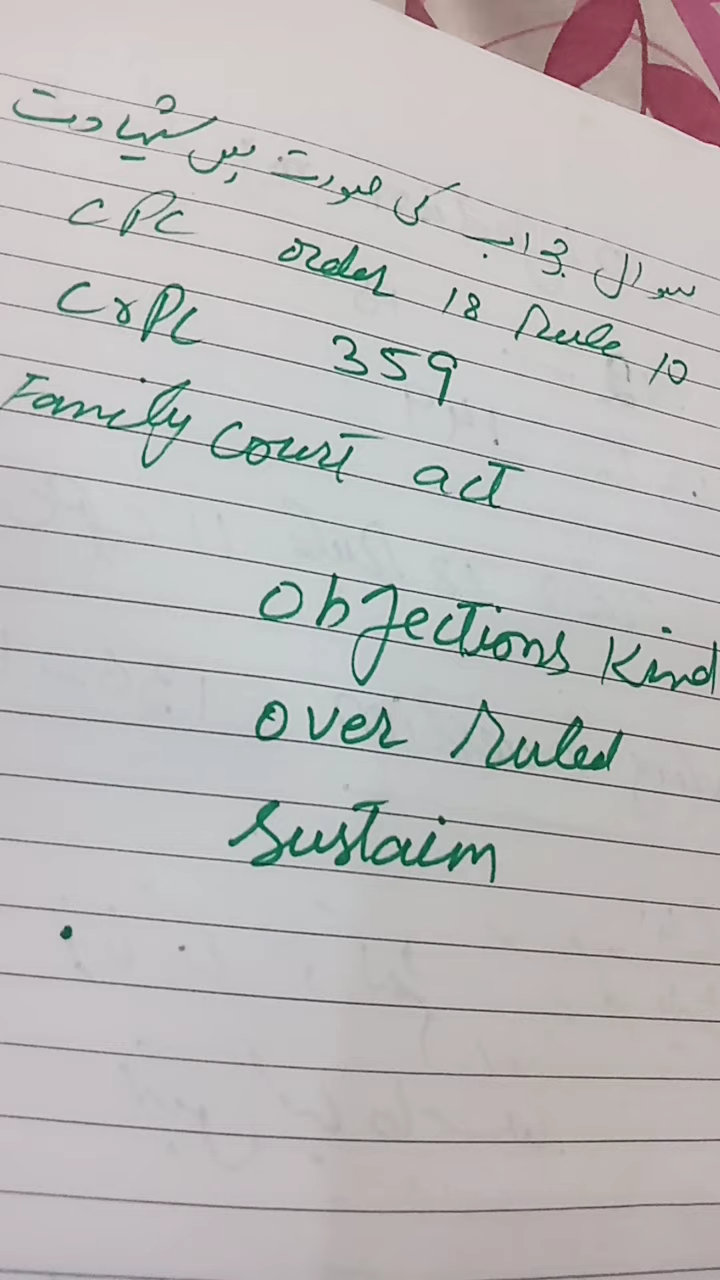 سوال جواب کی صورت میں شہادت
CPC order 18 Rule 10
CrPC 359
Family Court act
Objections Kind
over Ruled
Sustaim